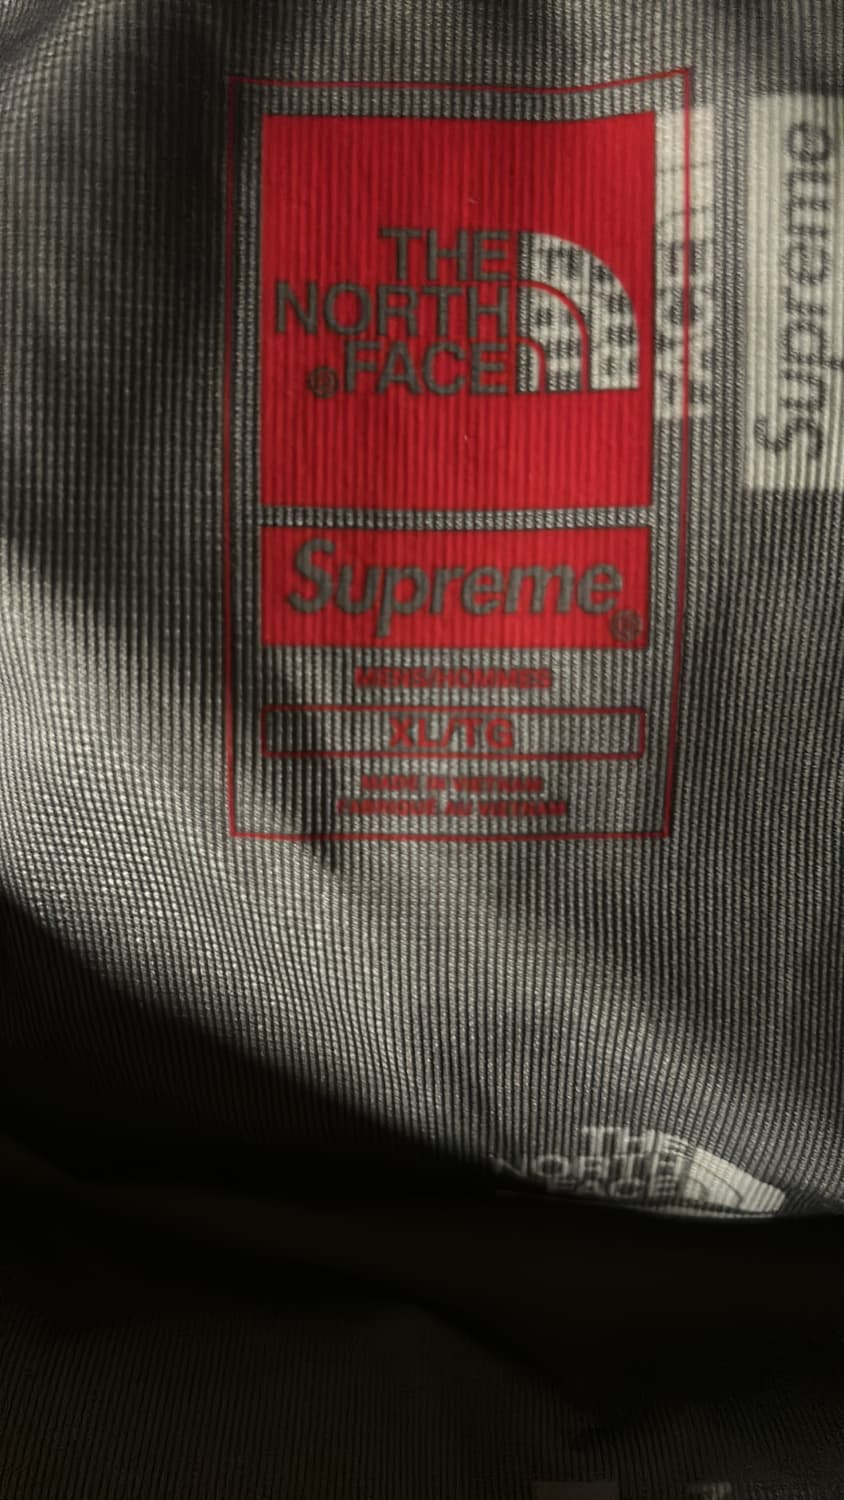 THE
NORTH
FACE®
Supreme®
MENS/HOMMES
XL/TG
MADE IN VIETNAM
FABRIQUÉ AU VIETNAM
Supreme
THE
NORTH
FACE